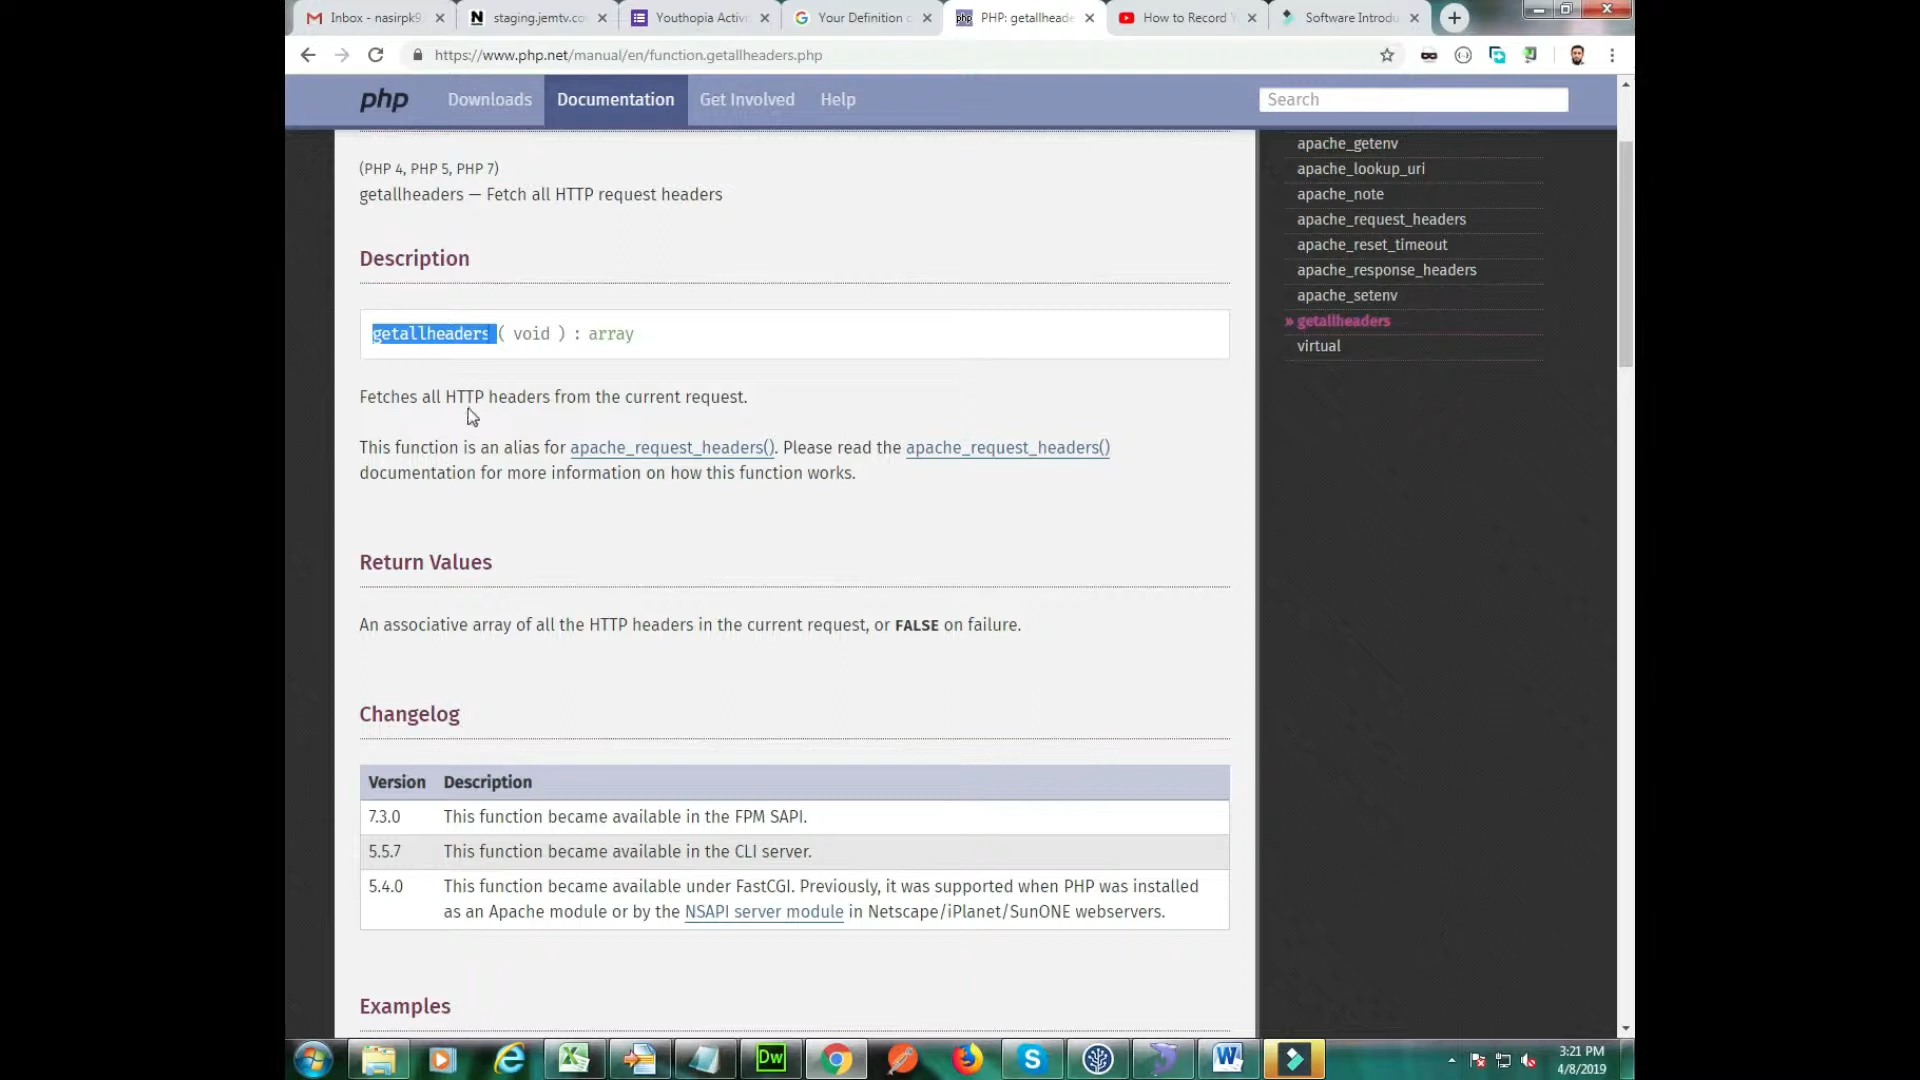 Inbox - nasirpk9
staging.jemtv.co
Youthopia Activ
Your Definition o
php PHP: getallheade
How to Record Y
Software Introdu
https://www.php.net/manual/en/function.getallheaders.php
php
Downloads
Documentation
Get Involved
Help
Search
(PHP 4, PHP 5, PHP 7)
getallheaders — Fetch all HTTP request headers
Description
getallheaders ( void ) : array
Fetches all HTTP headers from the current request.
This function is an alias for apache_request_headers(). Please read the apache_request_headers()
documentation for more information on how this function works.
Return Values
An associative array of all the HTTP headers in the current request, or FALSE on failure.
Changelog
Version Description
7.3.0 This function became available in the FPM SAPI.
5.5.7 This function became available in the CLI server.
5.4.0 This function became available under FastCGI. Previously, it was supported when PHP was installed
as an Apache module or by the NSAPI server module in Netscape/iPlanet/SunONE webservers.
Examples
apache_getenv
apache_lookup_uri
apache_note
apache_request_headers
apache_reset_timeout
apache_response_headers
apache_setenv
» getallheaders
virtual
Dw
3:21 PM
4/8/2019